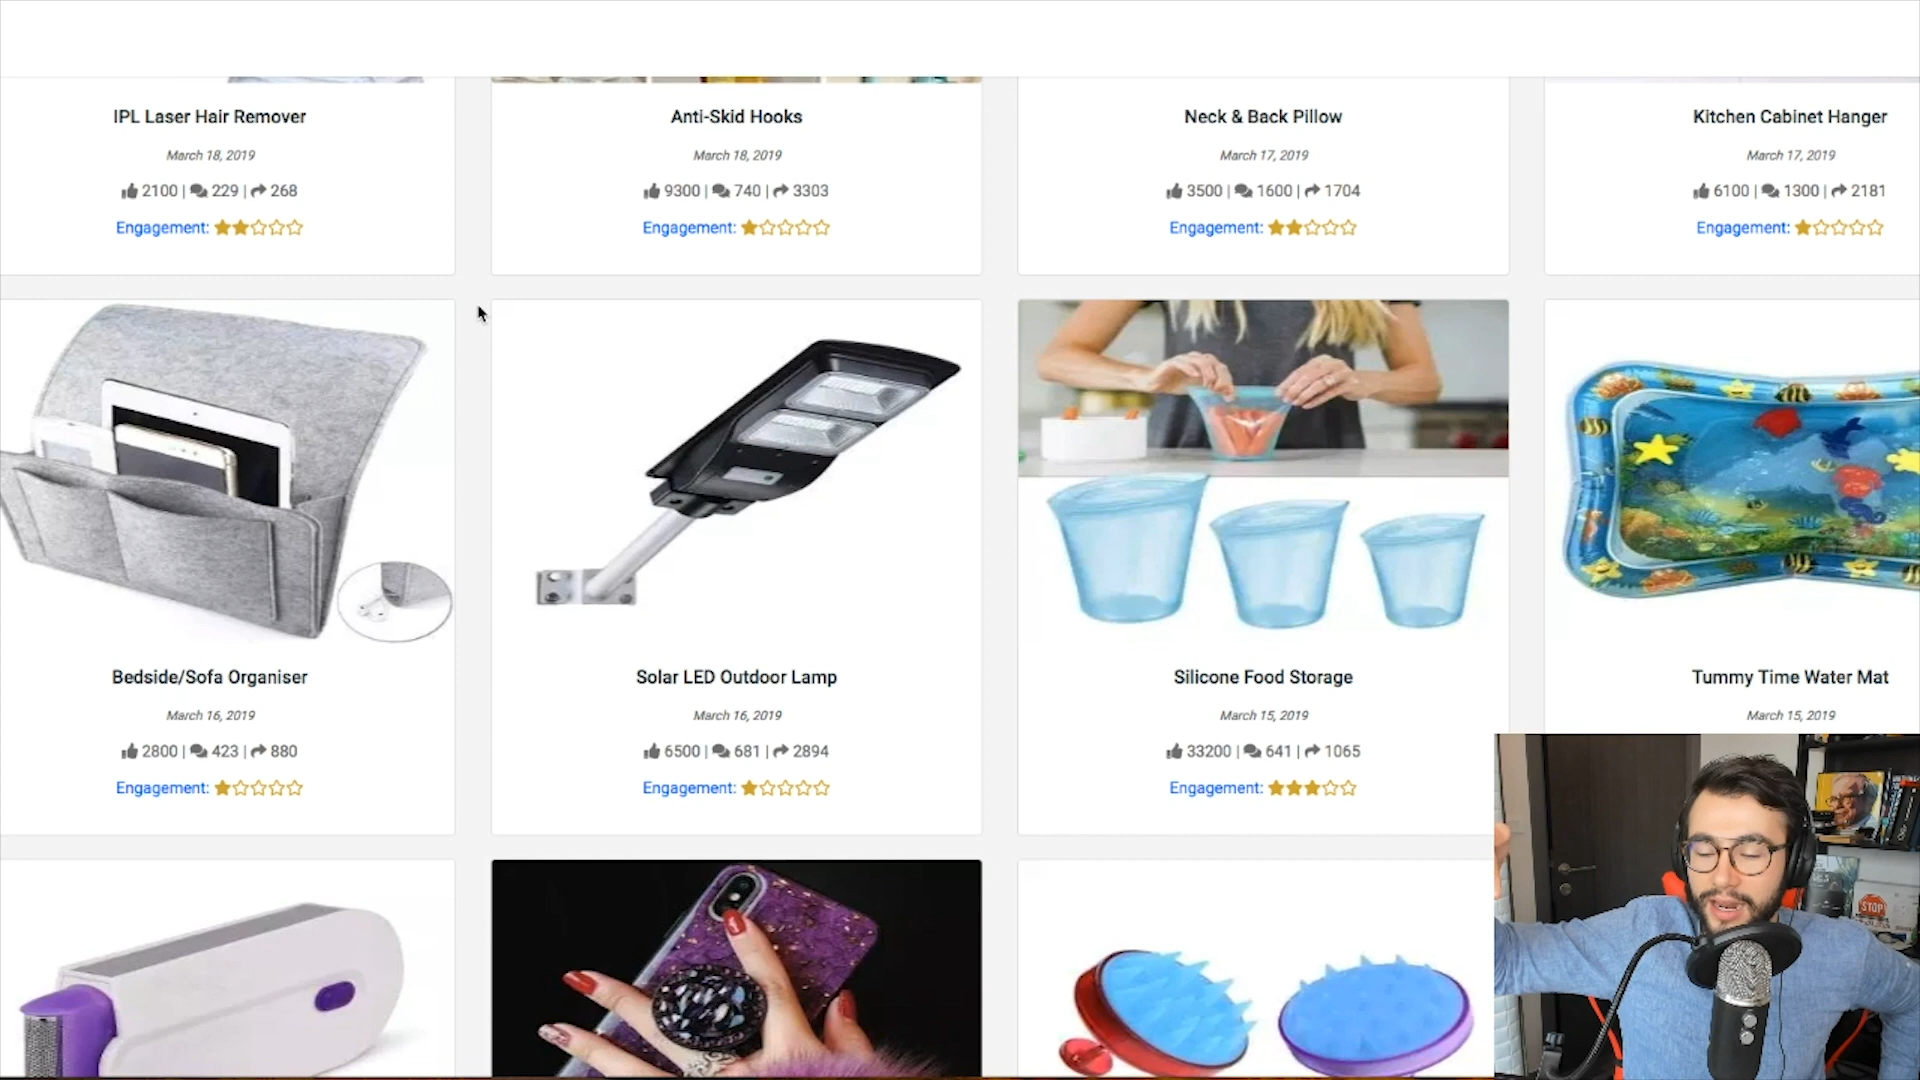 IPL Laser Hair Remover
March 18, 2019
2100 | 229 | 268
Engagement:
Anti-Skid Hooks
March 18, 2019
9300 | 740 | 3303
Engagement:
Neck & Back Pillow
March 17, 2019
3500 | 1600 | 1704
Engagement:
Kitchen Cabinet Hanger
March 17, 2019
6100 | 1300 | 2181
Engagement:
Bedside/Sofa Organiser
March 16, 2019
2800 | 423 | 880
Engagement:
Solar LED Outdoor Lamp
March 16, 2019
6500 | 681 | 2894
Engagement:
Silicone Food Storage
March 15, 2019
33200 | 641 | 1065
Engagement:
Tummy Time Water Mat
March 15, 2019
STOP